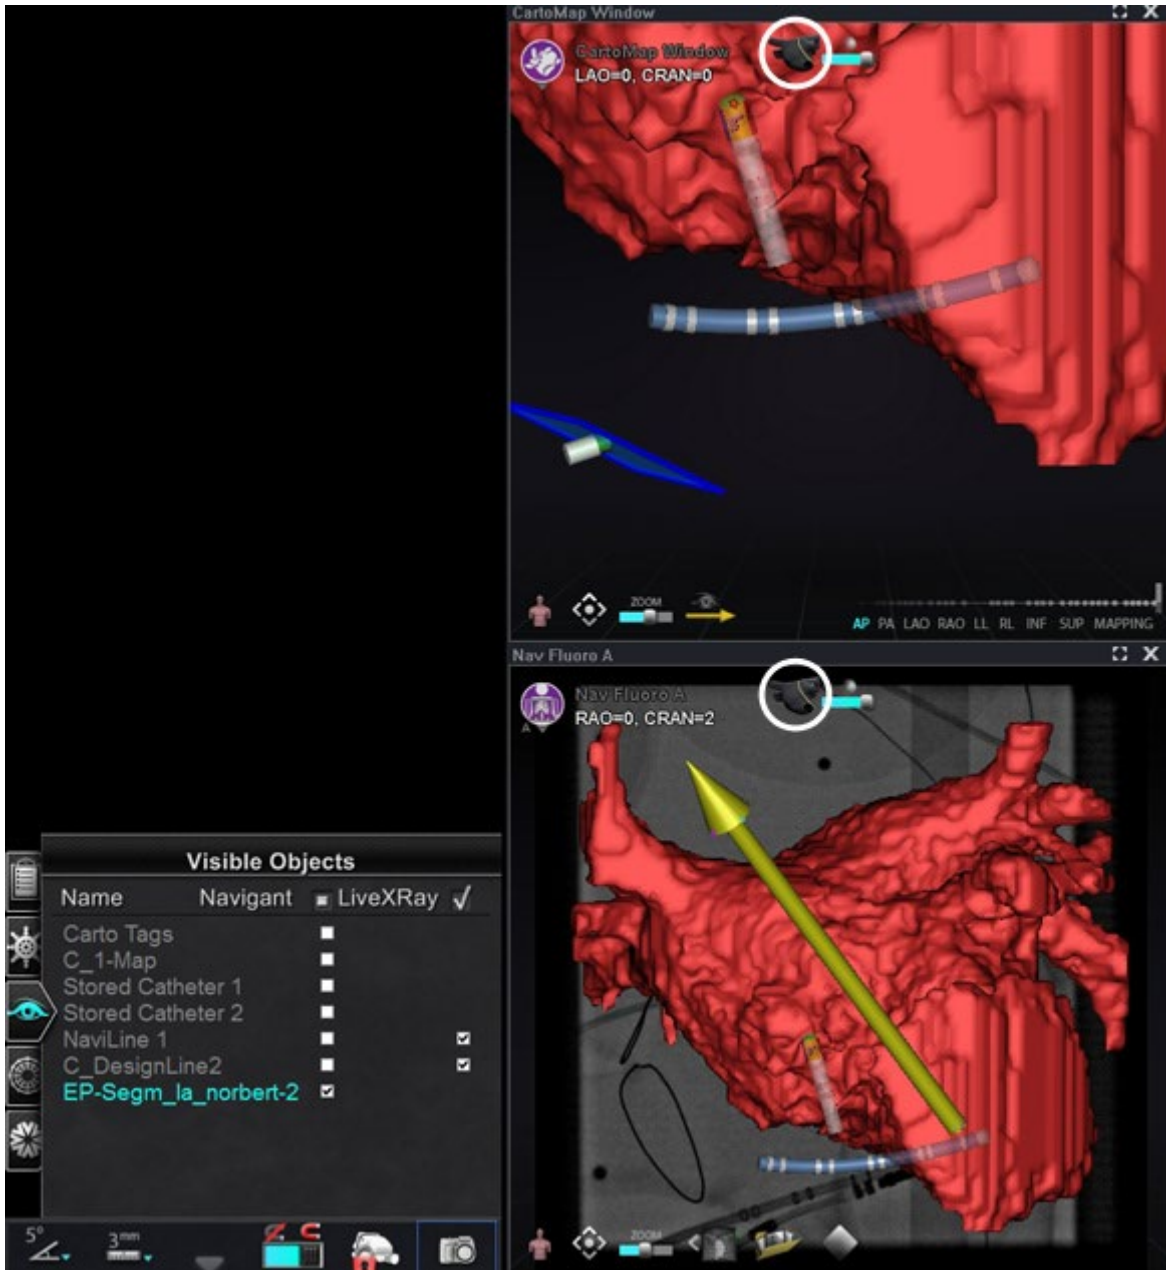 CartoMap Window
CartoMap Window
LAO=0, CRAN=0
ZOOM
AP PA LAO RAO LL RL INF SUP MAPPING
Nav Fluoro A
Nav Fluoro A
RAO=0, CRAN=2
A
ZOOM
Visible Objects
Name Navigant LiveXRay
Carto Tags
C_1-Map
Stored Catheter 1
Stored Catheter 2
NaviLine 1
C_DesignLine2
EP-Segm_la_norbert-2
5°
3mm